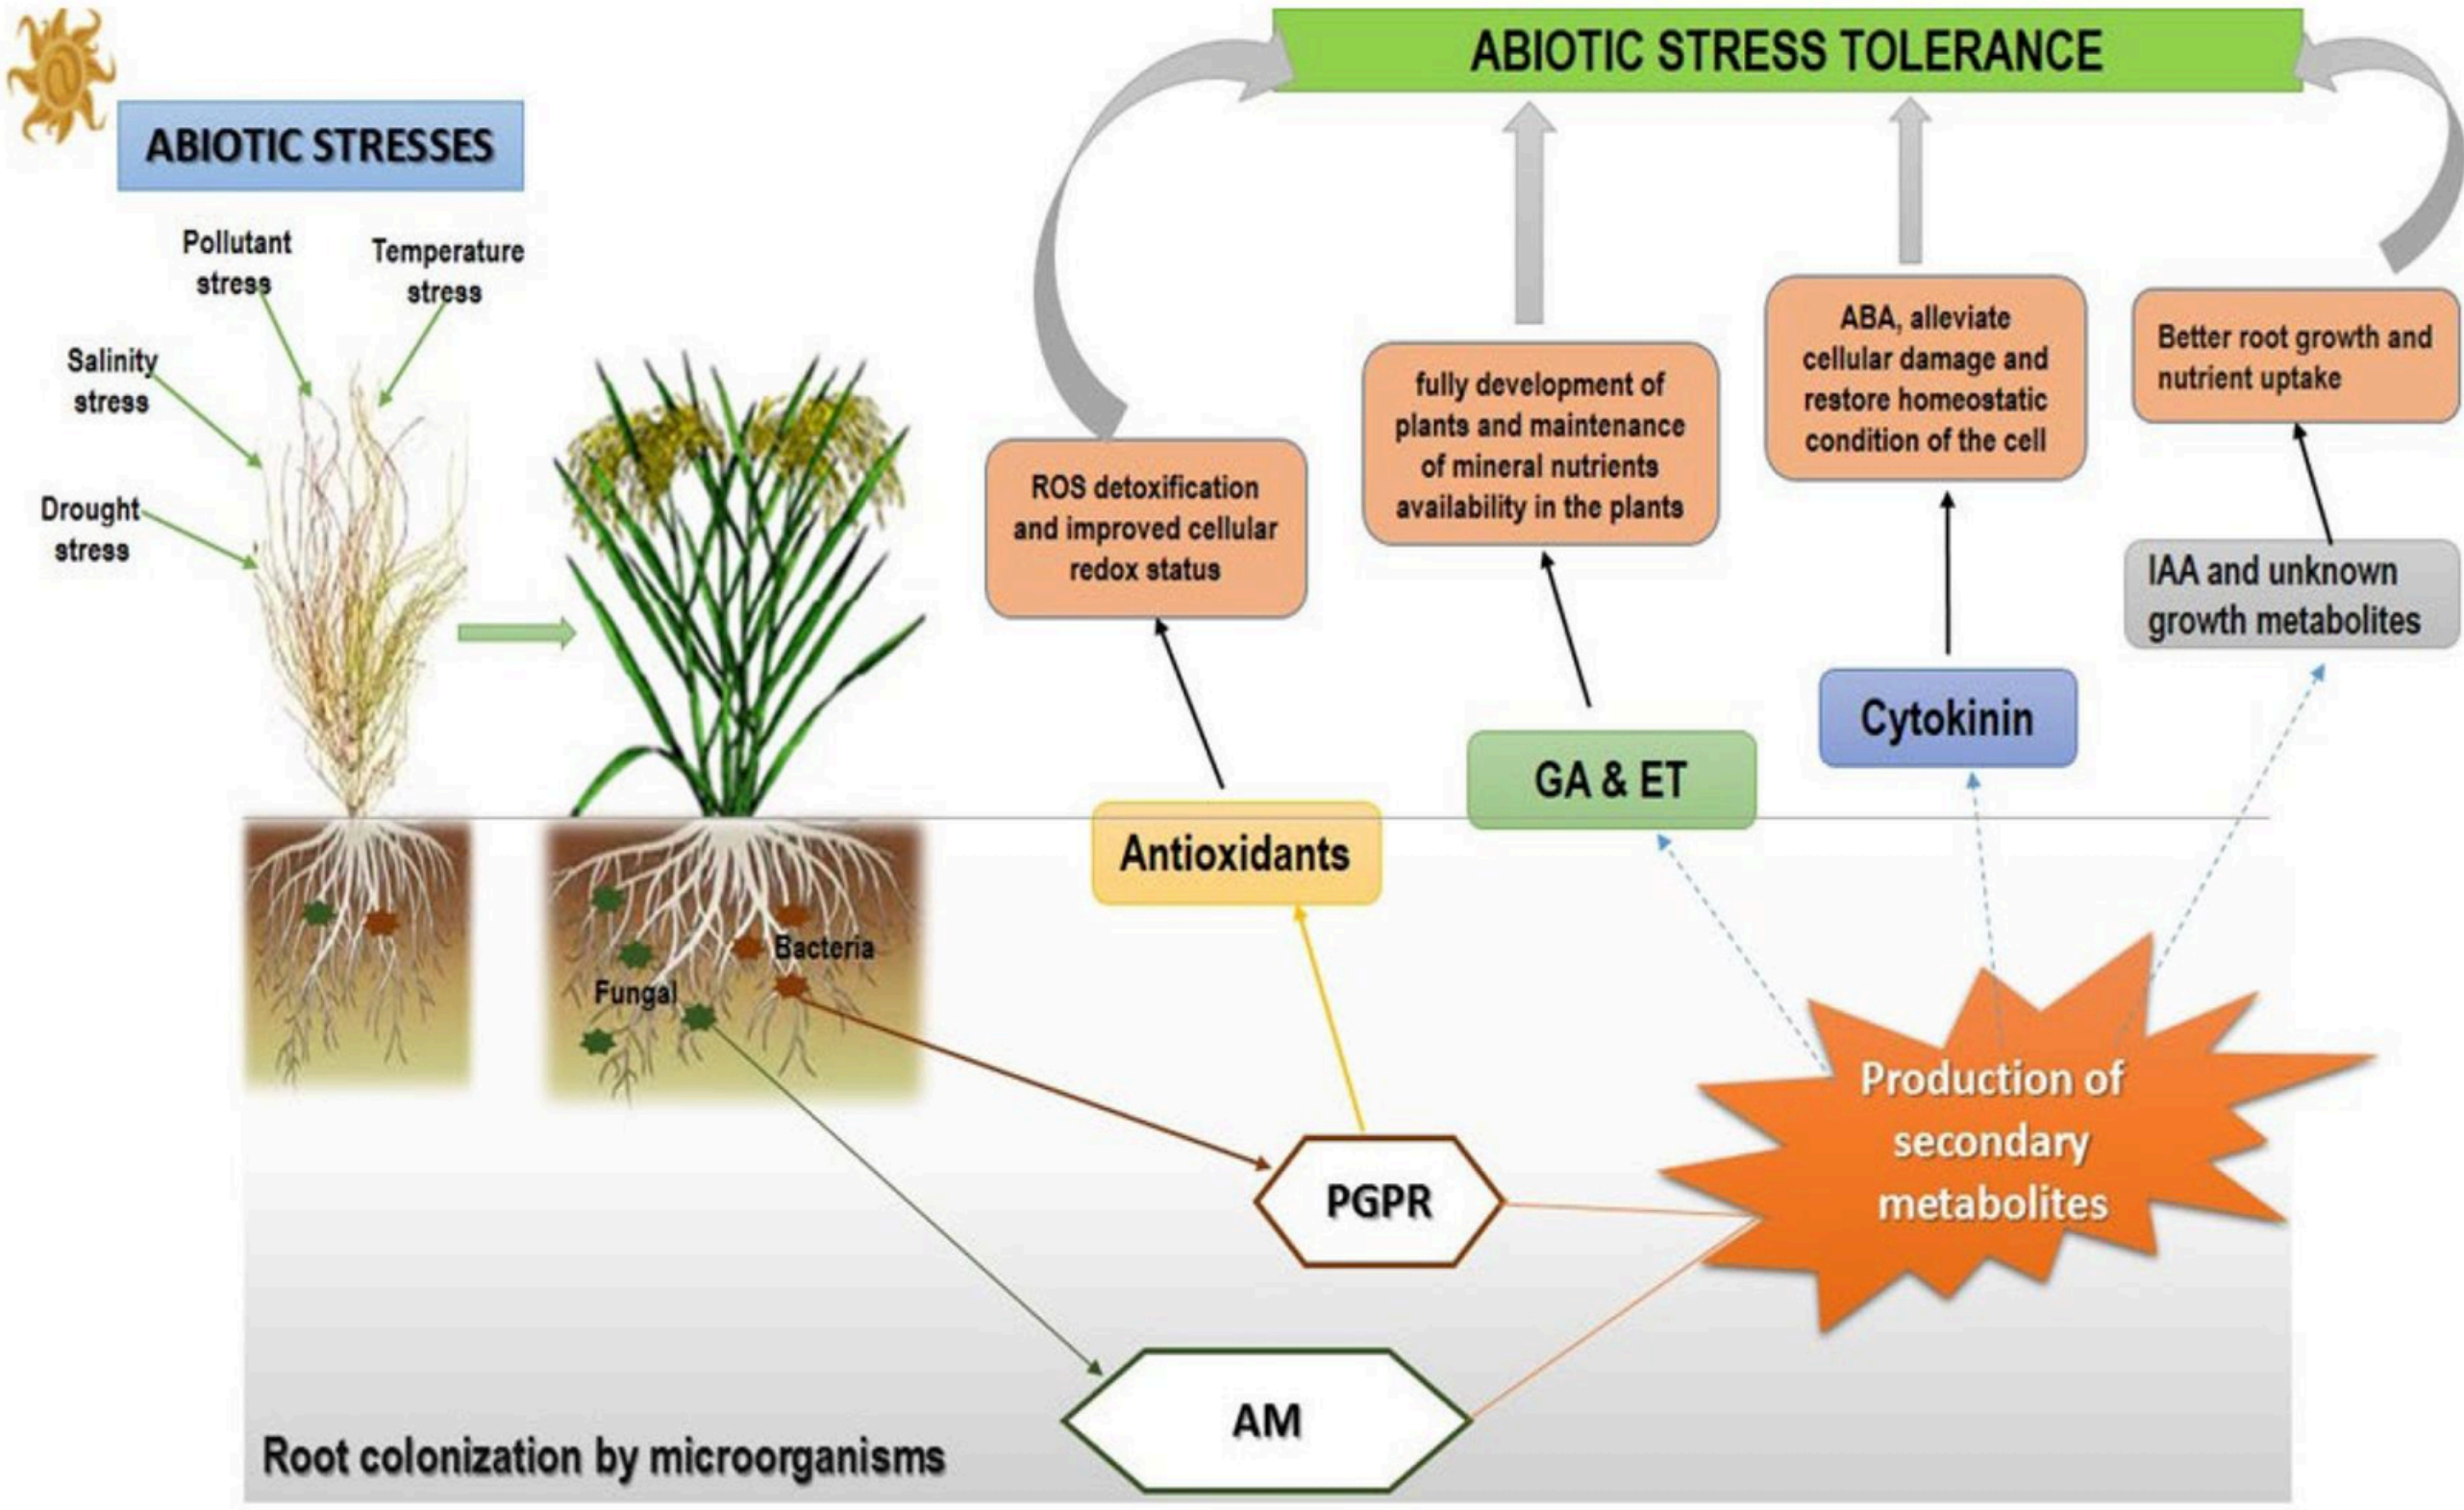 ABIOTIC STRESS TOLERANCE
ABIOTIC STRESSES
Pollutant
stress
Temperature
stress
Salinity
stress
Drought
stress
ROS detoxification
and improved cellular
redox status
fully development of
plants and maintenance
of mineral nutrients
availability in the plants
ABA, alleviate
cellular damage and
restore homeostatic
condition of the cell
Better root growth and
nutrient uptake
IAA and unknown
growth metabolites
Cytokinin
GA & ET
Antioxidants
Bacteria
Fungal
Production of
secondary
metabolites
PGPR
AM
Root colonization by microorganisms